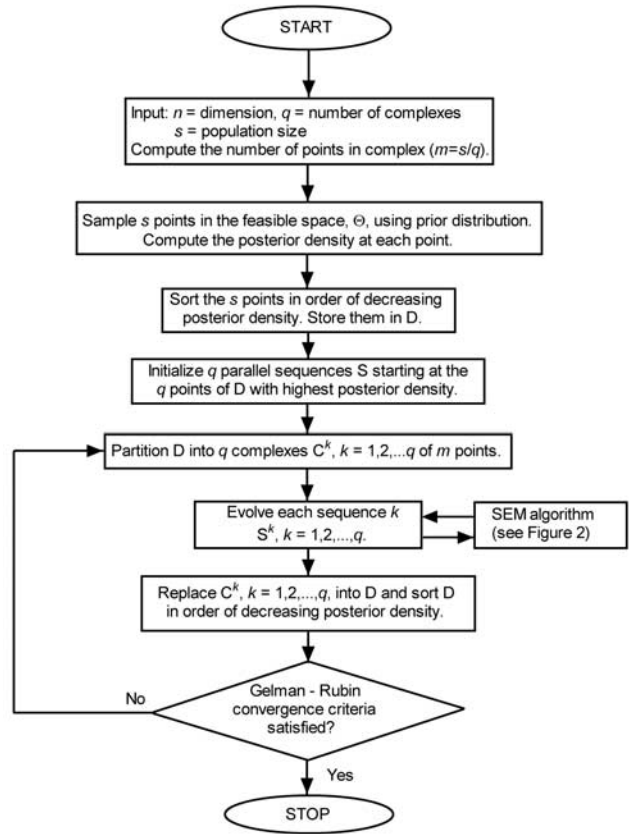 START
Input: n = dimension, q = number of complexes
s = population size
Compute the number of points in complex (m=s/q).
Sample s points in the feasible space, Θ, using prior distribution.
Compute the posterior density at each point.
Sort the s points in order of decreasing
posterior density. Store them in D.
Initialize q parallel sequences S starting at the
q points of D with highest posterior density.
Partition D into q complexes C^k, k = 1,2,...q of m points.
Evolve each sequence k
S^k, k = 1,2,...,q.
SEM algorithm
(see Figure 2)
Replace C^k, k = 1,2,...,q, into D and sort D
in order of decreasing posterior density.
No
Gelman - Rubin
convergence criteria
satisfied?
Yes
STOP